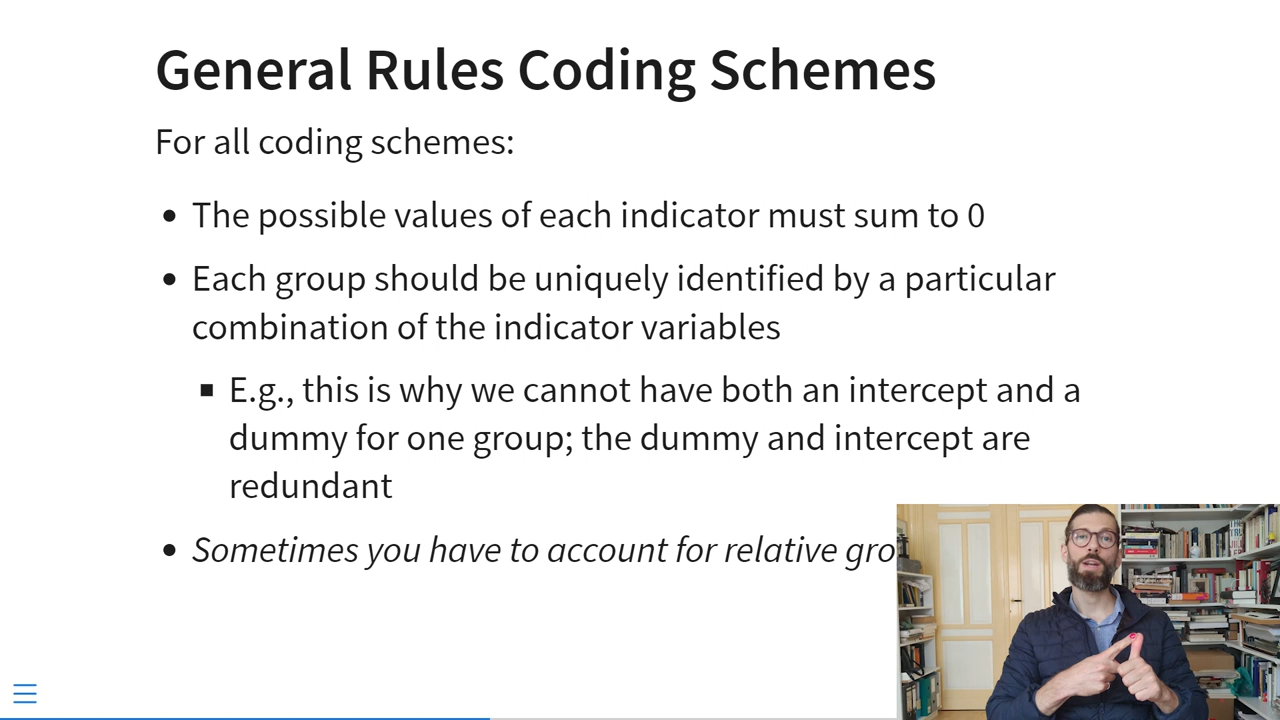 General Rules Coding Schemes
For all coding schemes:
The possible values of each indicator must sum to 0
Each group should be uniquely identified by a particular
combination of the indicator variables
E.g., this is why we cannot have both an intercept and a
dummy for one group; the dummy and intercept are
redundant
Sometimes you have to account for relative